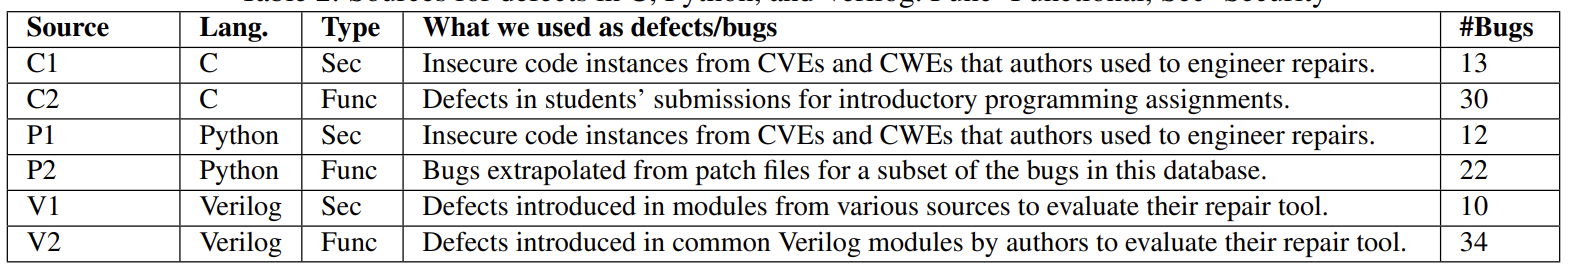 Source Lang. Type What we used as defects/bugs #Bugs
C1 C Sec Insecure code instances from CVEs and CWEs that authors used to engineer repairs. 13
C2 C Func Defects in students’ submissions for introductory programming assignments. 30
P1 Python Sec Insecure code instances from CVEs and CWEs that authors used to engineer repairs. 12
P2 Python Func Bugs extrapolated from patch files for a subset of the bugs in this database. 22
V1 Verilog Sec Defects introduced in modules from various sources to evaluate their repair tool. 10
V2 Verilog Func Defects introduced in common Verilog modules by authors to evaluate their repair tool. 34